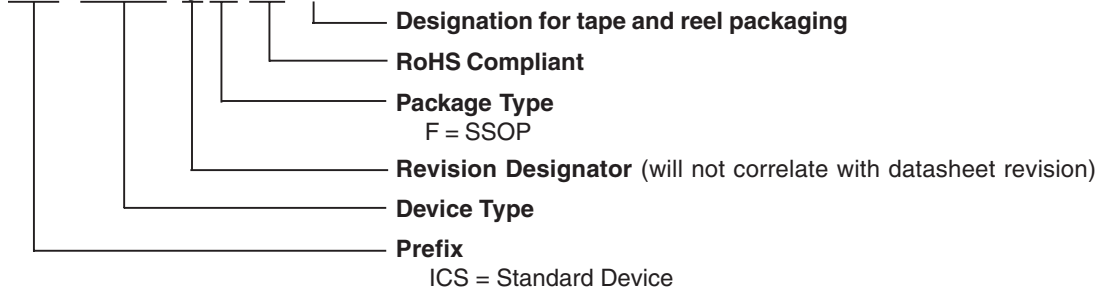 Designation for tape and reel packaging
RoHS Compliant
Package Type
F = SSOP
Revision Designator (will not correlate with datasheet revision)
Device Type
Prefix
ICS = Standard Device